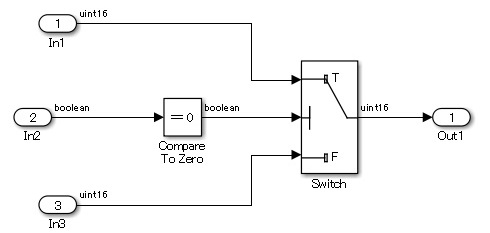 1
uint16
In1
2
boolean
In2
== 0
boolean
Compare
To Zero
T
F
Switch
uint16
1
Out1
3
uint16
In3